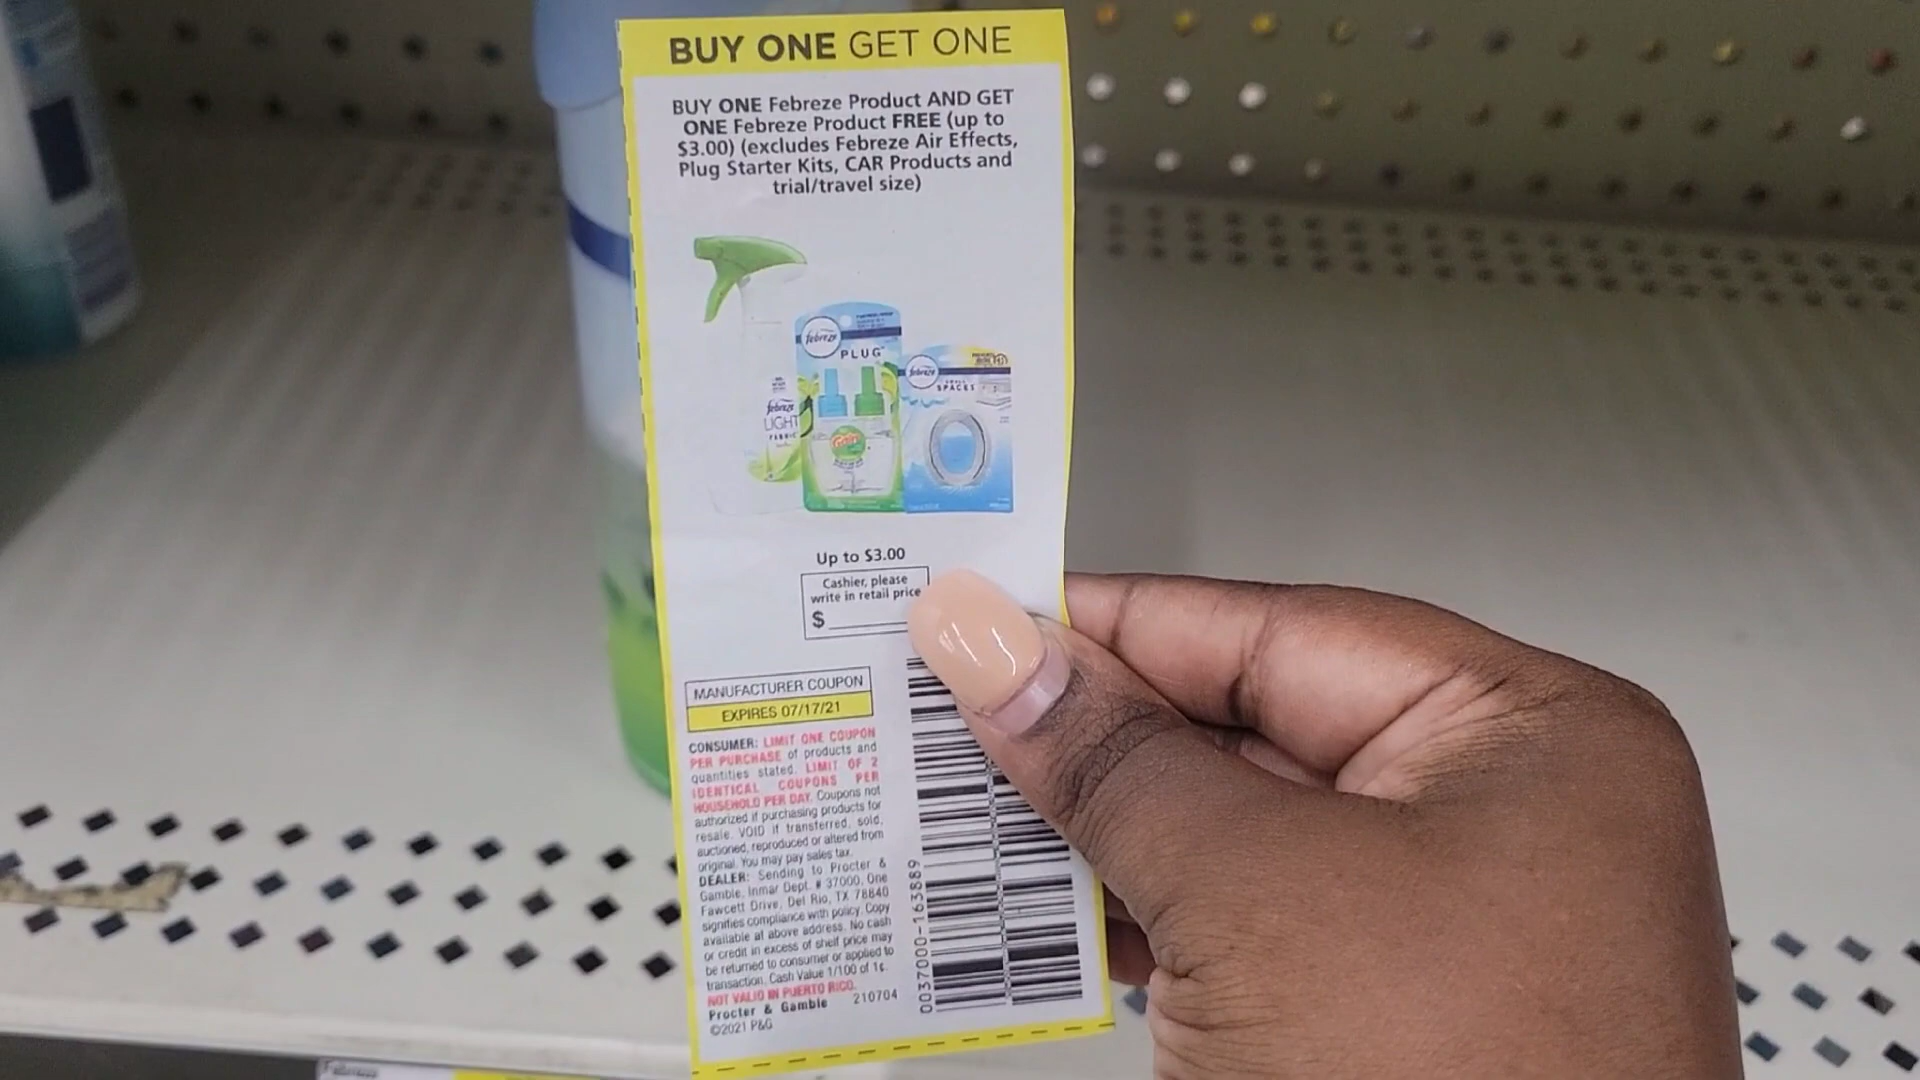 BUY ONE GET ONE
BUY ONE Febreze Product AND GET
ONE Febreze Product FREE (up to
$3.00) (excludes Febreze Air Effects,
Plug Starter Kits, CAR Products and
trial/travel size)
febreze
PLUG
febreze
SMALL
SPACES
febreze
LIGHT
FABRIC
Gain
Up to $3.00
Cashier, please
write in retail price
$
MANUFACTURER COUPON
EXPIRES 07/17/21
CONSUMER: LIMIT ONE COUPON
PER PURCHASE of products and
quantities stated. LIMIT OF 2
IDENTICAL COUPONS PER
HOUSEHOLD PER DAY. Coupons not
authorized if purchasing products for
resale. VOID if transferred, sold,
auctioned, reproduced or altered from
original. You may pay sales tax.
DEALER: Sending to Procter &
Gamble, Inmar Dept. # 37000, One
Fawcett Drive, Del Rio, TX 78840
signifies compliance with policy. Copy
available at above address. No cash
or credit in excess of shelf price may
be returned to consumer or applied to
transaction. Cash Value 1/100 of 1¢.
NOT VALID IN PUERTO RICO.
Procter & Gamble 210704
©2021 P&G
0037000-163889
Febreze